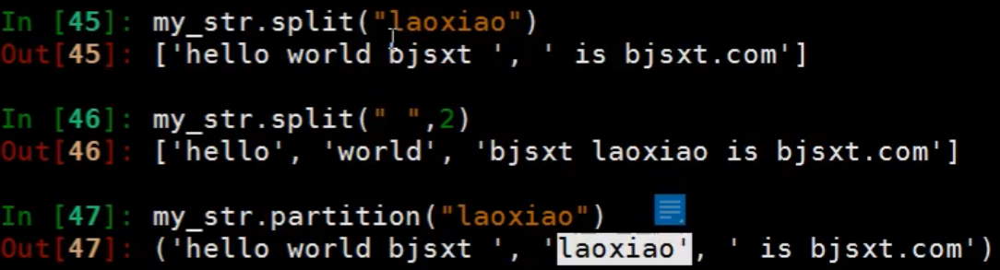 In [45]: my_str.split("laoxiao")
Out[45]: ['hello world bjsxt ', ' is bjsxt.com']
In [46]: my_str.split(" ",2)
Out[46]: ['hello', 'world', 'bjsxt laoxiao is bjsxt.com']
In [47]: my_str.partition("laoxiao")
Out[47]: ('hello world bjsxt ', 'laoxiao', ' is bjsxt.com')